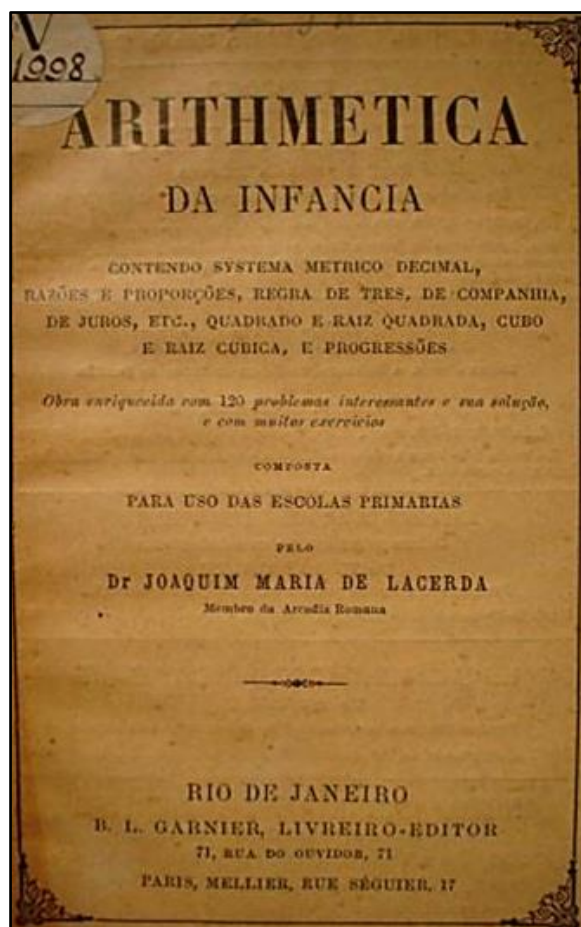 V
1998
ARITHMETICA
DA INFANCIA
CONTENDO SYSTEMA METRICO DECIMAL,
RAZÕES E PROPORÇÕES, REGRA DE TRES, DE COMPANHIA,
DE JUROS, ETC., QUADRADO E RAIZ QUADRADA, CUBO
E RAIZ CUBICA, E PROGRESSÕES
Obra enriquecida com 120 problemas interessantes e sua solução,
e com muitos exercicios
COMPOSTA
PARA USO DAS ESCOLAS PRIMARIAS
PELO
Dr JOAQUIM MARIA DE LACERDA
Membro da Arcadia Romana
RIO DE JANEIRO
B. L. GARNIER, LIVREIRO-EDITOR
71, RUA DO OUVIDOR, 71
PARIS, MELLIER, RUE SÉGUIER, 17